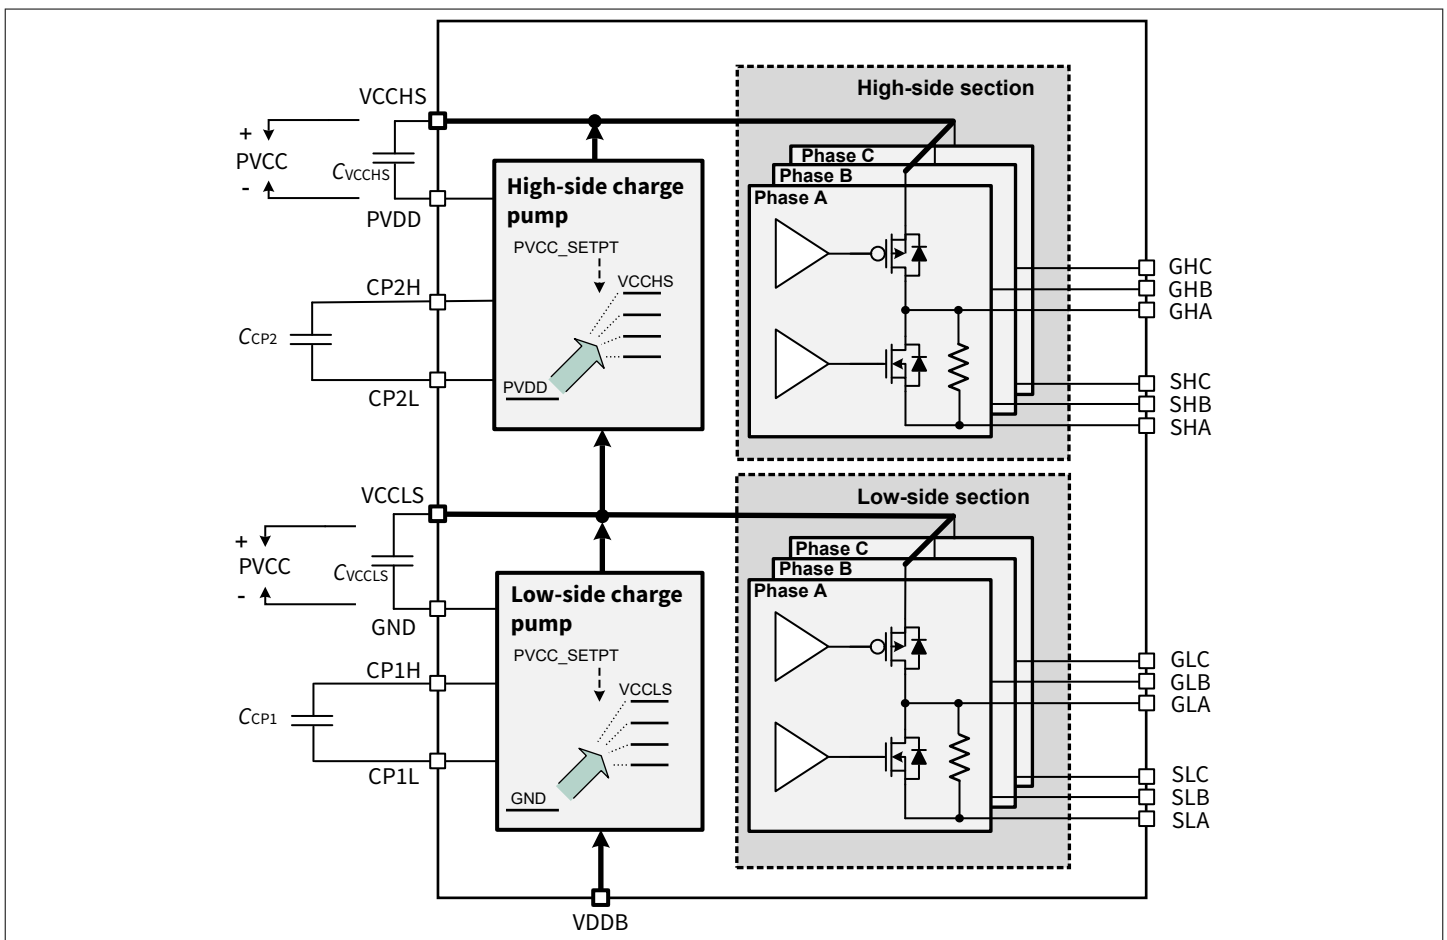 VCCHS
+
PVCC
-
CVCCHS
PVDD
CP2H
CCP2
CP2L
High-side charge
pump
PVCC_SETPT
VCCHS
PVDD
High-side section
Phase C
Phase B
Phase A
GHC
GHB
GHA
SHC
SHB
SHA
VCCLS
+
PVCC
-
CVCCLS
GND
CP1H
CCP1
CP1L
Low-side charge
pump
PVCC_SETPT
VCCLS
GND
Low-side section
Phase C
Phase B
Phase A
GLC
GLB
GLA
SLC
SLB
SLA
VDDB